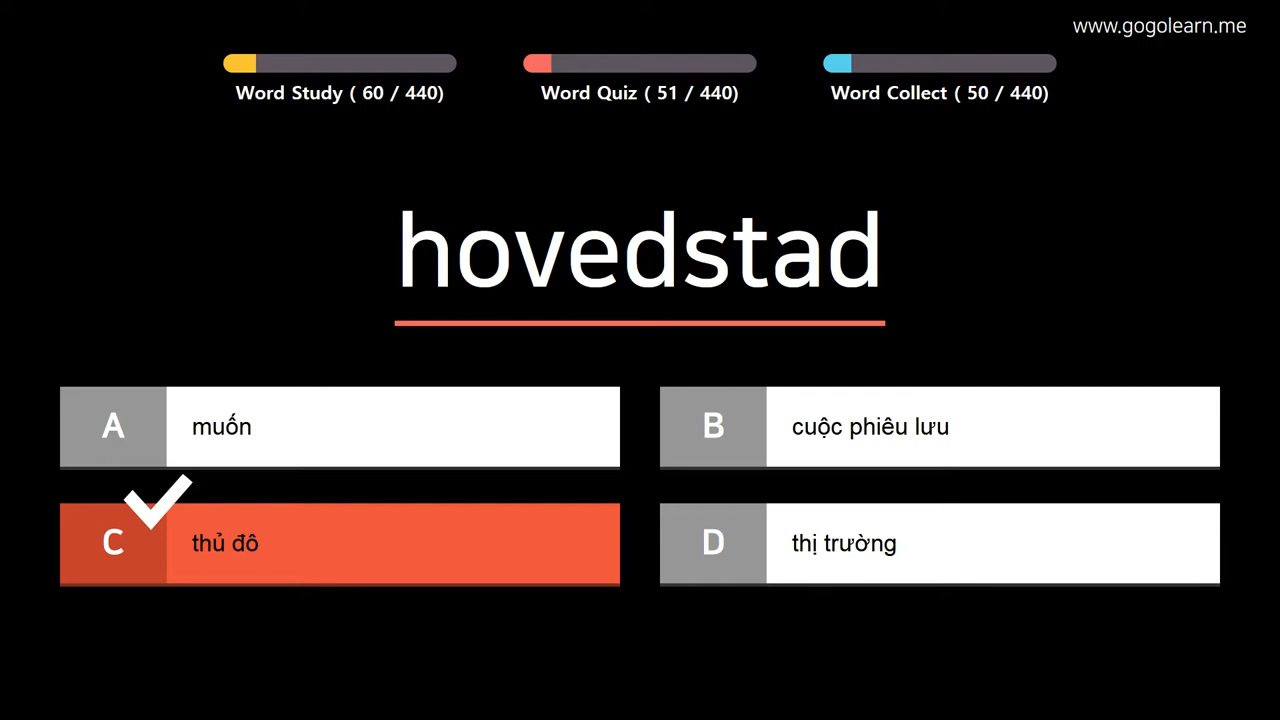 www.gogolearn.me
Word Study ( 60 / 440)
Word Quiz ( 51 / 440)
Word Collect ( 50 / 440)
hovedstad
A muốn
B cuộc phiêu lưu
C thủ đô
D thị trường